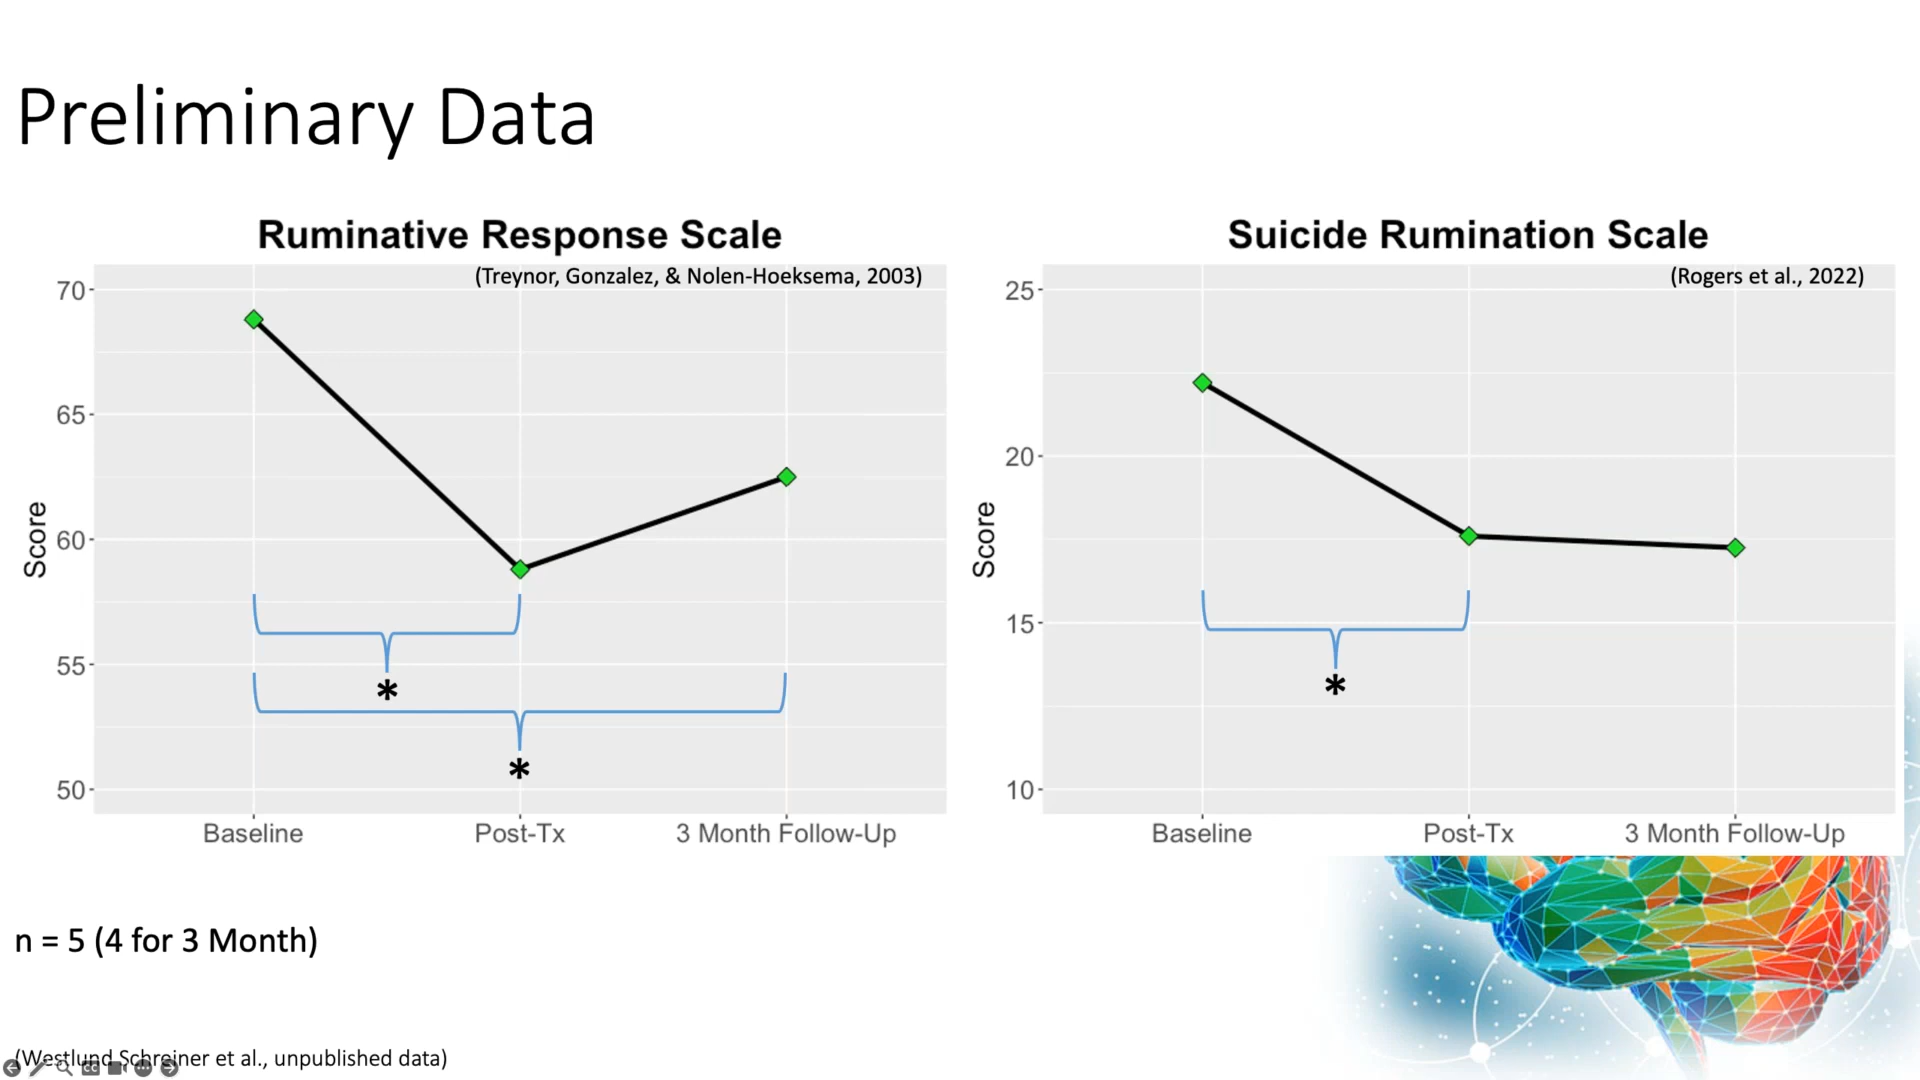 Preliminary Data
Ruminative Response Scale
(Treynor, Gonzalez, & Nolen-Hoeksema, 2003)
70
65
60
55
50
Score
*
*
Baseline
Post-Tx
3 Month Follow-Up
Suicide Rumination Scale
(Rogers et al., 2022)
25
20
15
10
Score
*
Baseline
Post-Tx
3 Month Follow-Up
n = 5 (4 for 3 Month)
(Westlund Schreiner et al., unpublished data)
CC